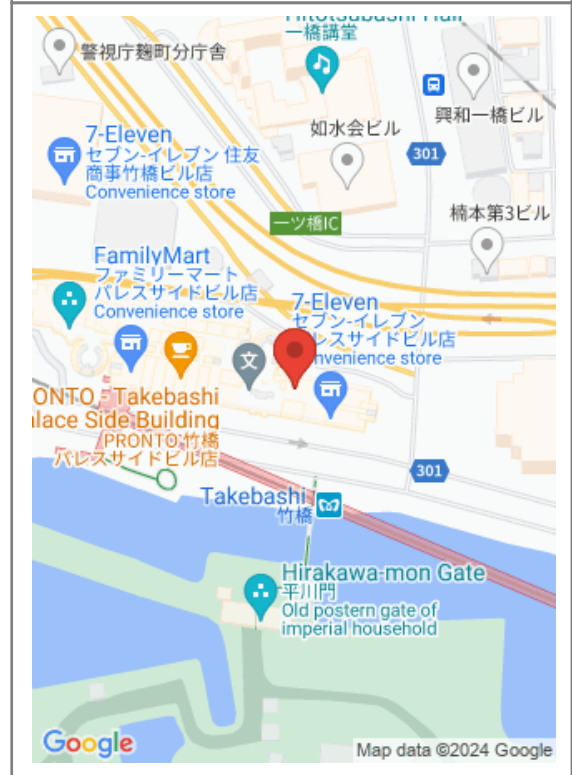 Hitotsubashi Hall
一橋講堂
警視庁麹町分庁舎
興和一橋ビル
7-Eleven
セブン-イレブン 住友
商事竹橋ビル店
Convenience store
如水会ビル
301
一ツ橋IC
楠本第3ビル
FamilyMart
ファミリーマート
パレスサイドビル店
Convenience store
7-Eleven
セブン-イレブン
レスサイドビル店
nvenience store
文
ONTO - Takebashi
lace Side Building
PRONTO 竹橋
パレスサイドビル店
301
Takebashi
竹橋
Hirakawa-mon Gate
平川門
Old postern gate of
imperial household
Google
Map data ©2024 Google